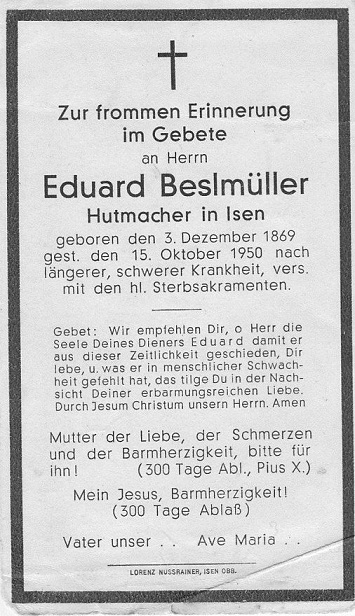 Zur frommen Erinnerung
im Gebete
an Herrn
Eduard Beslmüller
Hutmacher in Isen
geboren den 3. Dezember 1869
gest. den 15. Oktober 1950 nach
längerer, schwerer Krankheit, vers.
mit den hl. Sterbsakramenten.
Gebet: Wir empfehlen Dir, o Herr die
Seele Deines Dieners Eduard damit er
aus dieser Zeitlichkeit geschieden, Dir
lebe, u. was er in menschlicher Schwach-
heit gefehlt hat, das tilge Du in der Nach-
sicht Deiner erbarmungsreichen Liebe.
Durch Jesum Christum unsern Herrn. Amen
Mutter der Liebe, der Schmerzen
und der Barmherzigkeit, bitte für
ihn! (300 Tage Abl., Pius X.)
Mein Jesus, Barmherzigkeit!
(300 Tage Ablaß)
Vater unser . . Ave Maria . .
LORENZ NUSSRAINER, ISEN OBB.